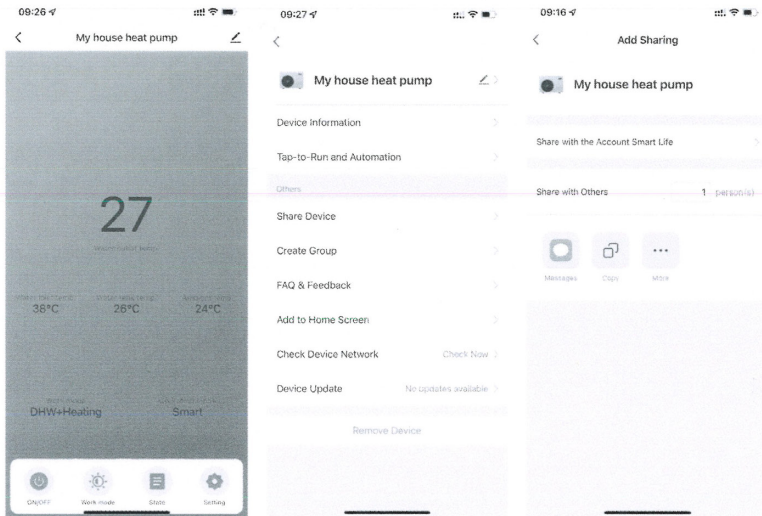 09:26
My house heat pump
27
38°C
26°C
24°C
DHW+Heating
Smart
ON/OFF
Work mode
State
Setting
09:27
My house heat pump
Device Information
Tap-to-Run and Automation
Others
Share Device
Create Group
FAQ & Feedback
Add to Home Screen
Check Device Network
Check Now
Device Update
No updates available
Remove Device
09:16
Add Sharing
My house heat pump
Share with the Account Smart Life
Share with Others
1 person(s)
Messages
Copy
More